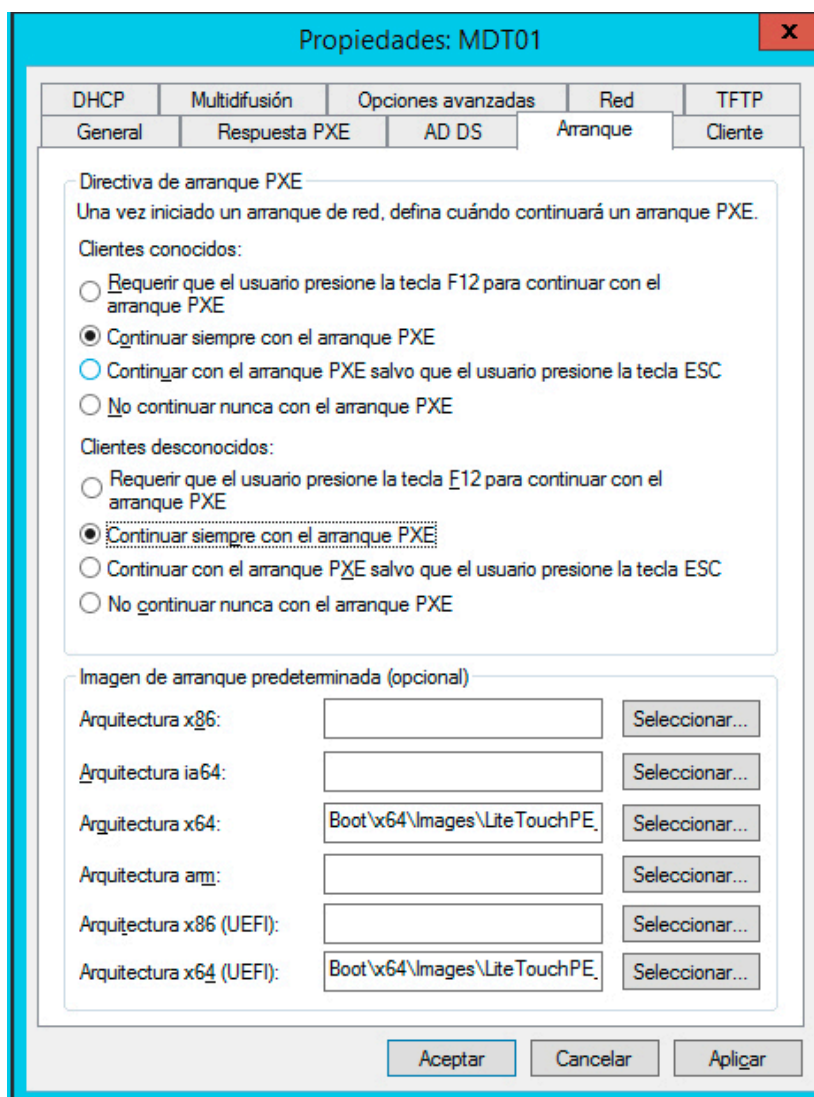 Propiedades: MDT01
x
DHCP
Multidifusión
Opciones avanzadas
Red
TFTP
General
Respuesta PXE
AD DS
Arranque
Cliente
Directiva de arranque PXE
Una vez iniciado un arranque de red, defina cuándo continuará un arranque PXE.
Clientes conocidos:
Requerir que el usuario presione la tecla F12 para continuar con el
arranque PXE
Continuar siempre con el arranque PXE
Continuar con el arranque PXE salvo que el usuario presione la tecla ESC
No continuar nunca con el arranque PXE
Clientes desconocidos:
Requerir que el usuario presione la tecla F12 para continuar con el
arranque PXE
Continuar siempre con el arranque PXE
Continuar con el arranque PXE salvo que el usuario presione la tecla ESC
No continuar nunca con el arranque PXE
Imagen de arranque predeterminada (opcional)
Arquitectura x86:
Seleccionar...
Arquitectura ia64:
Seleccionar...
Arquitectura x64:
Boot\x64\Images\LiteTouchPE_
Seleccionar...
Arquitectura arm:
Seleccionar...
Arquitectura x86 (UEFI):
Seleccionar...
Arquitectura x64 (UEFI):
Boot\x64\Images\LiteTouchPE_
Seleccionar...
Aceptar
Cancelar
Aplicar